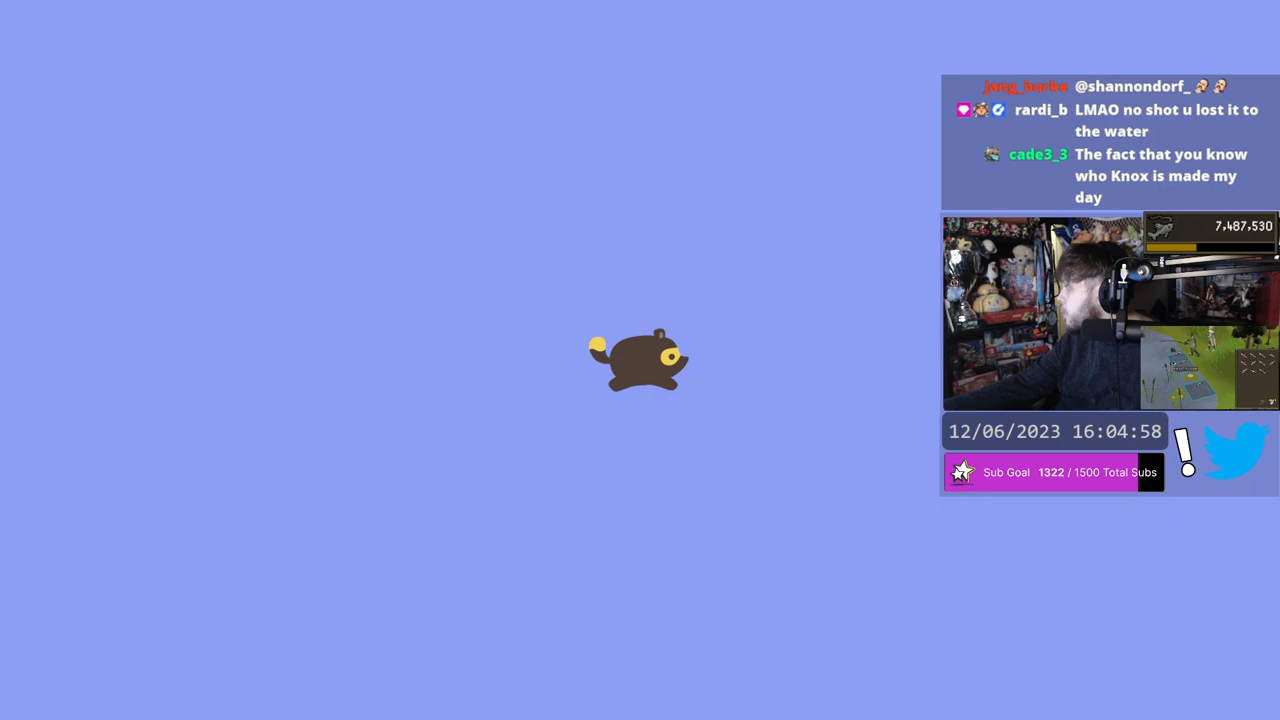 jang_burka @shannondorf_
rardi_b LMAO no shot u lost it to
the water
cade3_3 The fact that you know
who Knox is made my
day
7,487,530
12/06/2023 16:04:58
Sub Goal 1322 / 1500 Total Subs
!